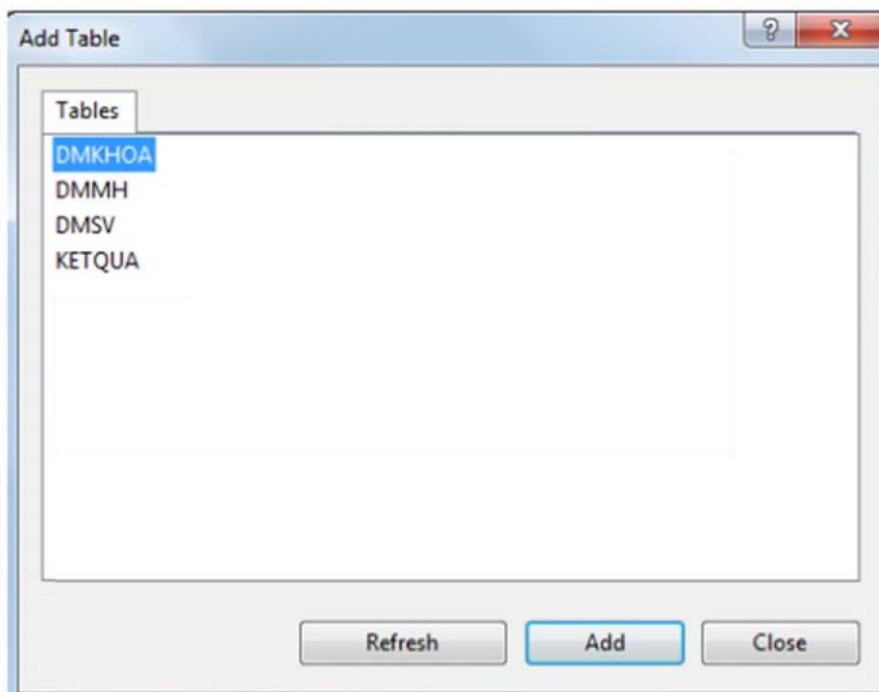 Add Table
?
Tables
DMKHOA
DMMH
DMSV
KETQUA
Refresh Add Close